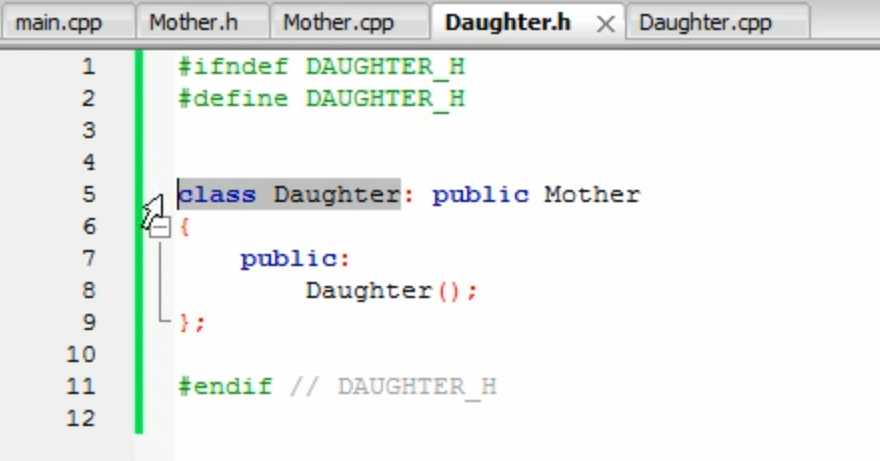 main.cpp Mother.h Mother.cpp Daughter.h Daughter.cpp
1 #ifndef DAUGHTER_H
2 #define DAUGHTER_H
3
4
5 class Daughter: public Mother
6 {
7 public:
8 Daughter();
9 };
10
11 #endif // DAUGHTER_H
12